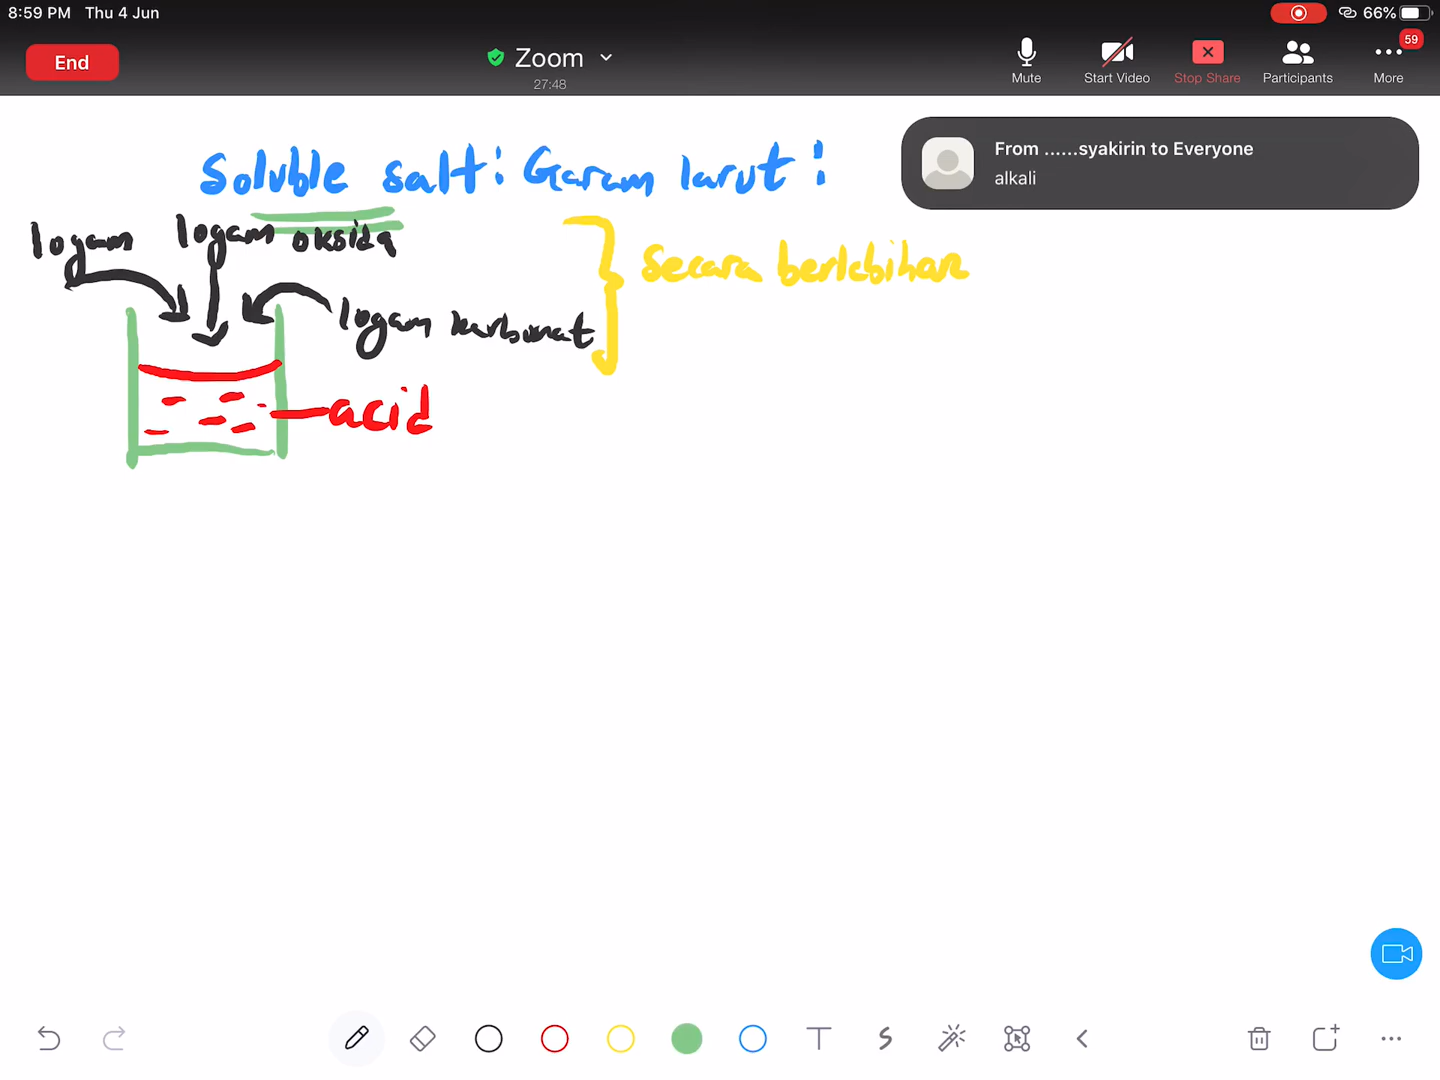 8:59 PM Thu 4 Jun
66%
End
Zoom
27:48
Mute
Start Video
Stop Share
Participants
59
More
From ......syakirin to Everyone
alkali
Soluble salt: Garam larut :
logam
logam oksida
logam karbonat
Secara berlebihan
acid
T